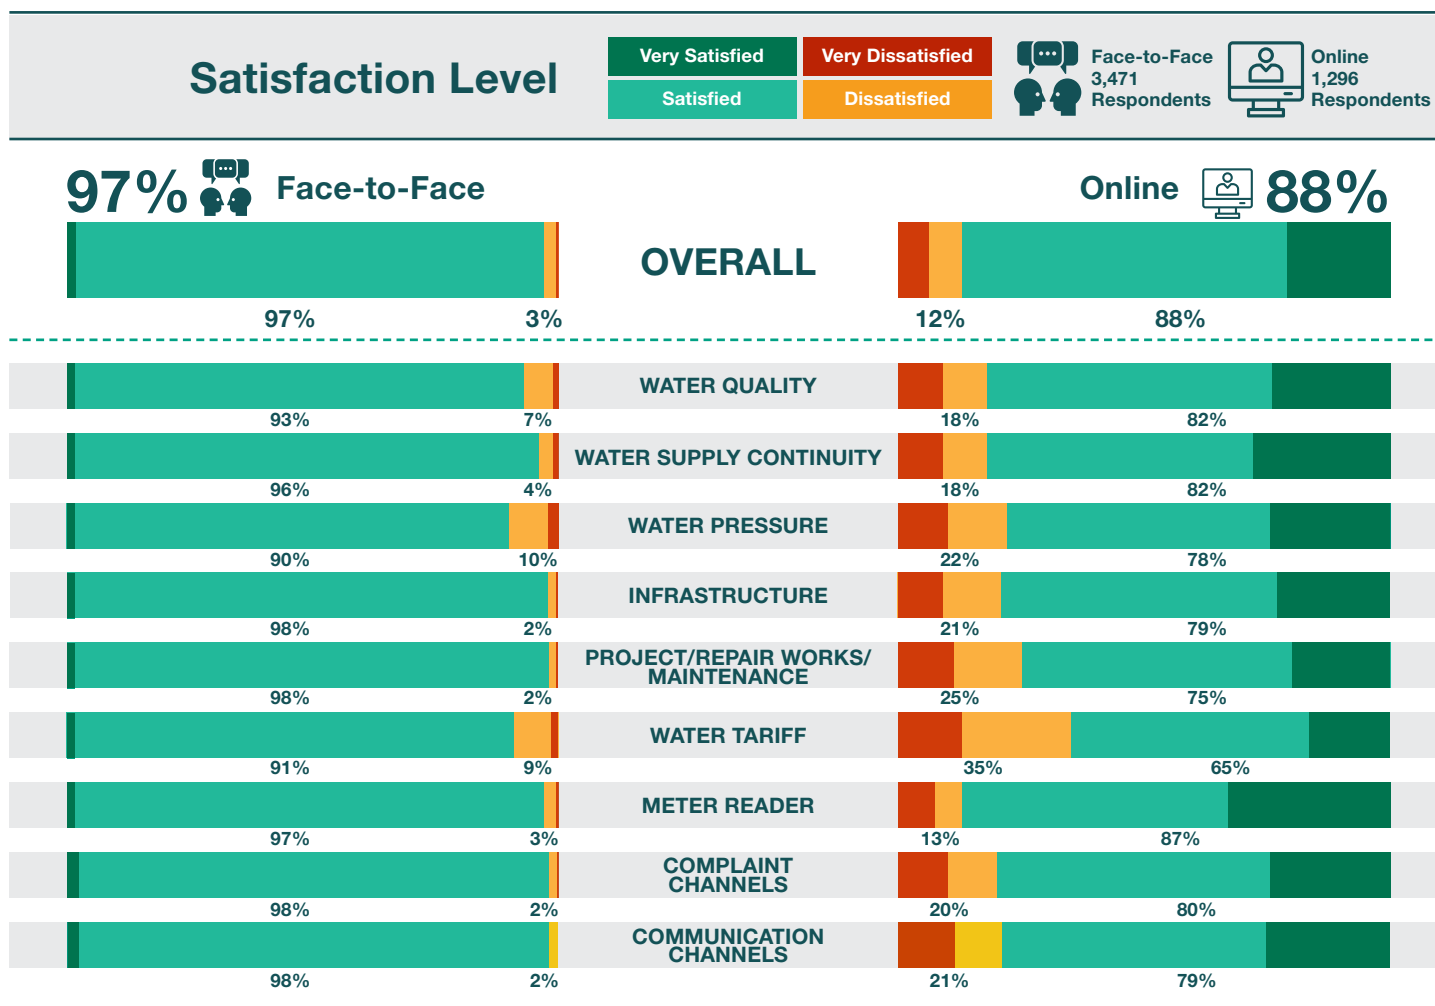 Satisfaction Level
Very Satisfied
Very Dissatisfied
Satisfied
Dissatisfied
Face-to-Face
3,471
Respondents
Online
1,296
Respondents
97%
Face-to-Face
Online
88%
OVERALL
97%
3%
12%
88%
WATER QUALITY
93%
7%
18%
82%
WATER SUPPLY CONTINUITY
96%
4%
18%
82%
WATER PRESSURE
90%
10%
22%
78%
INFRASTRUCTURE
98%
2%
21%
79%
PROJECT/REPAIR WORKS/
MAINTENANCE
98%
2%
25%
75%
WATER TARIFF
91%
9%
35%
65%
METER READER
97%
3%
13%
87%
COMPLAINT
CHANNELS
98%
2%
20%
80%
COMMUNICATION
CHANNELS
98%
2%
21%
79%